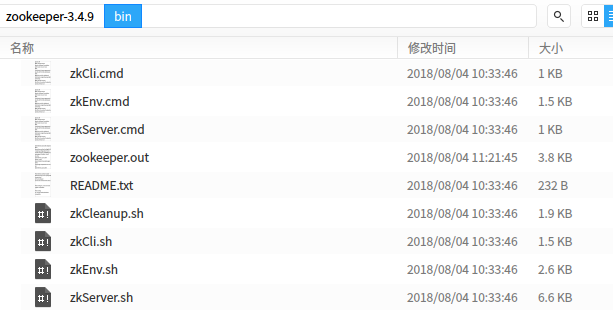 zookeeper-3.4.9 bin
名称 修改时间 大小
zkCli.cmd 2018/08/04 10:33:46 1 KB
zkEnv.cmd 2018/08/04 10:33:46 1.5 KB
zkServer.cmd 2018/08/04 10:33:46 1 KB
zookeeper.out 2018/08/04 11:21:45 3.8 KB
README.txt 2018/08/04 10:33:46 232 B
zkCleanup.sh 2018/08/04 10:33:46 1.9 KB
zkCli.sh 2018/08/04 10:33:46 1.5 KB
zkEnv.sh 2018/08/04 10:33:46 2.6 KB
zkServer.sh 2018/08/04 10:33:46 6.6 KB